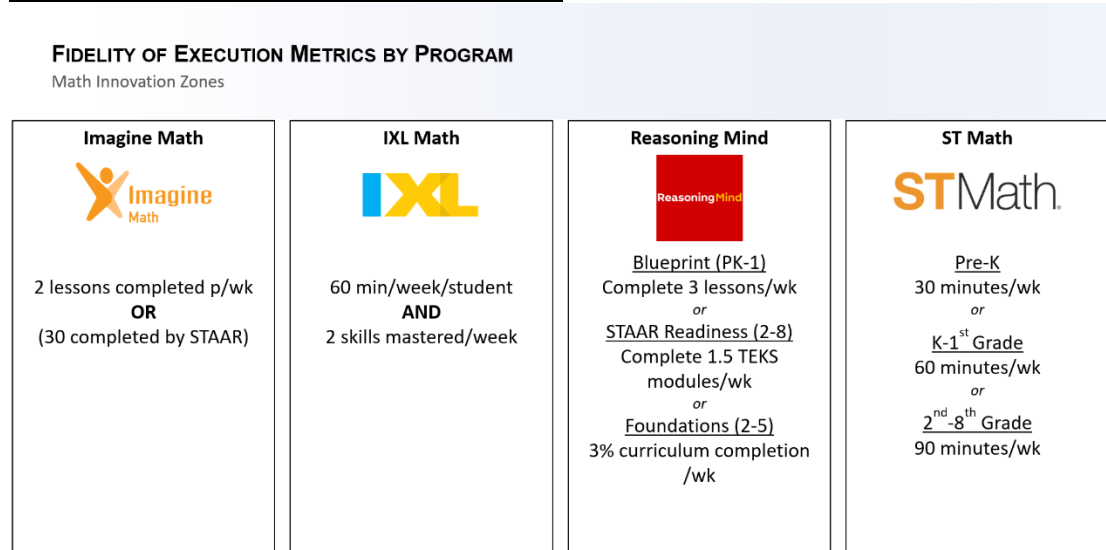 FIDELITY OF EXECUTION METRICS BY PROGRAM
Math Innovation Zones
Imagine Math
Imagine
Math
2 lessons completed p/wk
OR
(30 completed by STAAR)
IXL Math
IXL
60 min/week/student
AND
2 skills mastered/week
Reasoning Mind
ReasoningMind
Blueprint (PK-1)
Complete 3 lessons/wk
or
STAAR Readiness (2-8)
Complete 1.5 TEKS
modules/wk
or
Foundations (2-5)
3% curriculum completion
/wk
ST Math
STMath.
Pre-K
30 minutes/wk
or
K-1st Grade
60 minutes/wk
or
2nd-8th Grade
90 minutes/wk